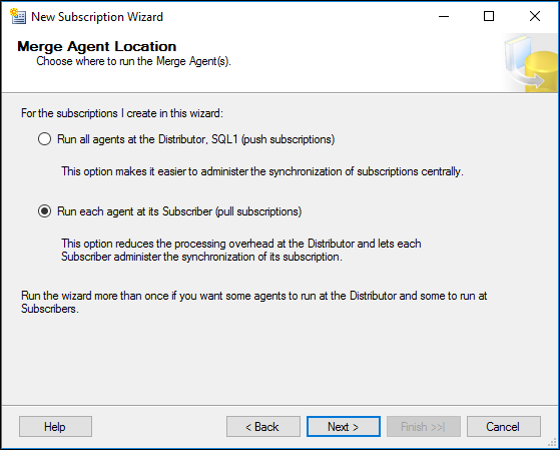 New Subscription Wizard
Merge Agent Location
Choose where to run the Merge Agent(s).
For the subscriptions I create in this wizard:
Run all agents at the Distributor, SQL1 (push subscriptions)
This option makes it easier to administer the synchronization of subscriptions centrally.
Run each agent at its Subscriber (pull subscriptions)
This option reduces the processing overhead at the Distributor and lets each
Subscriber administer the synchronization of its subscription.
Run the wizard more than once if you want some agents to run at the Distributor and some to run at
Subscribers.
Help
< Back
Next >
Finish >>|
Cancel